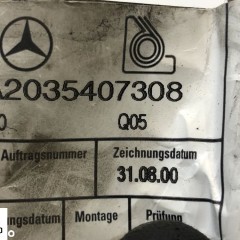 A2035407308
Q05
Auftragsnummer Zeichnungsdatum
31.08.00
Montage Prüfung